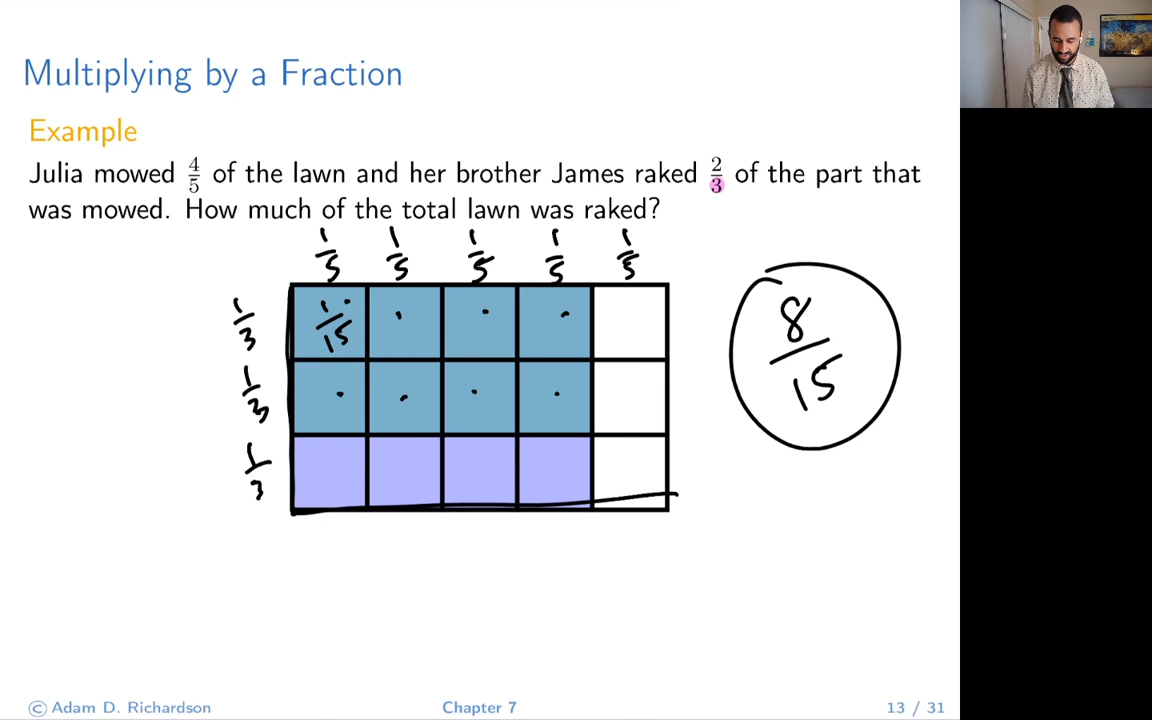 Multiplying by a Fraction
Example
Julia mowed 4/5 of the lawn and her brother James raked 2/3 of the part that
was mowed. How much of the total lawn was raked?
1/5 1/5 1/5 1/5 1/5
1/3 1/15
8/15
1/3
1/3
© Adam D. Richardson Chapter 7 13 / 31